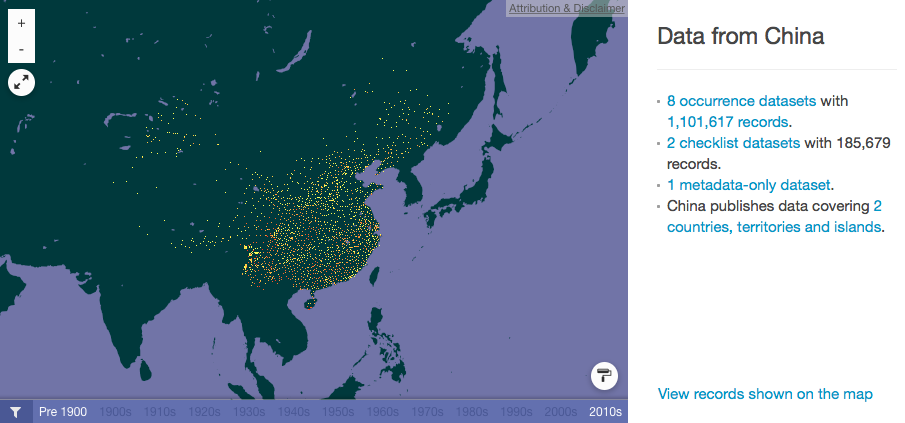 +
-
Attribution & Disclaimer
Pre 1900 1900s 1910s 1920s 1930s 1940s 1950s 1960s 1970s 1980s 1990s 2000s 2010s
Data from China
8 occurrence datasets with
1,101,617 records.
2 checklist datasets with 185,679
records.
1 metadata-only dataset.
China publishes data covering 2
countries, territories and islands.
View records shown on the map